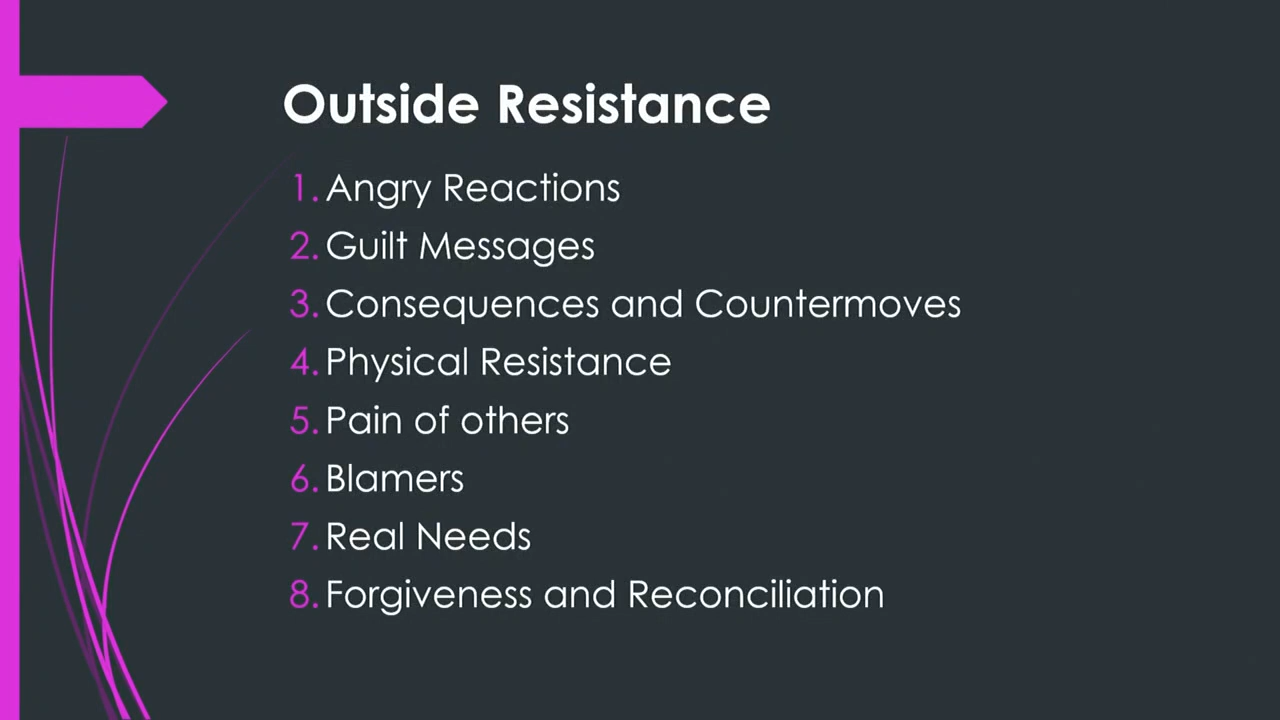 Outside Resistance
1. Angry Reactions
2. Guilt Messages
3. Consequences and Countermoves
4. Physical Resistance
5. Pain of others
6. Blamers
7. Real Needs
8. Forgiveness and Reconciliation